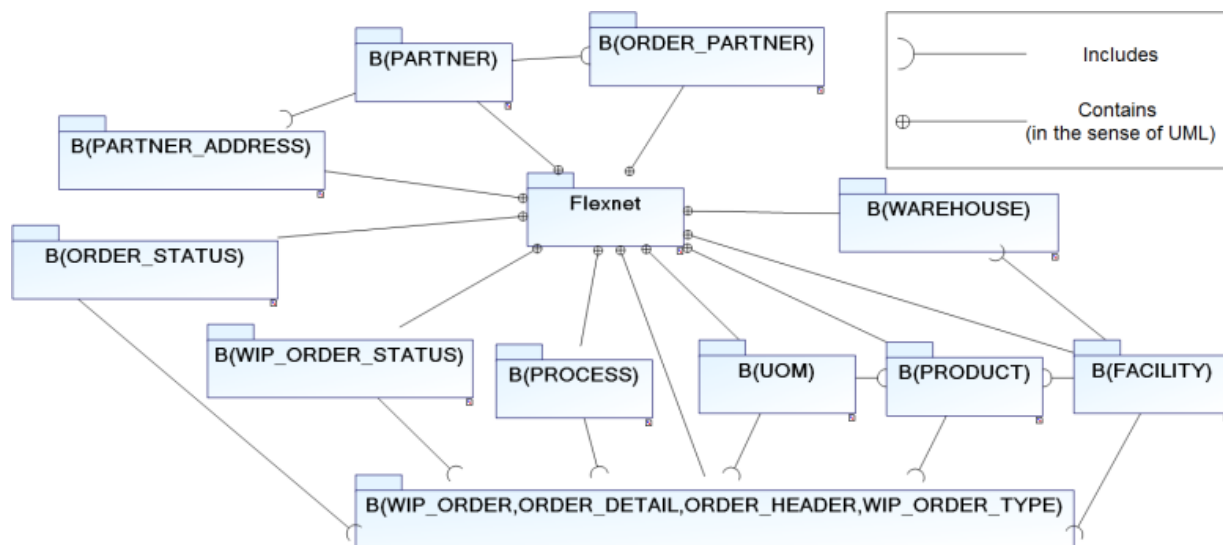 B(PARTNER)
B(ORDER_PARTNER)
Includes
Contains
(in the sense of UML)
B(PARTNER_ADDRESS)
Flexnet
B(WAREHOUSE)
B(ORDER_STATUS)
B(WIP_ORDER_STATUS)
B(PROCESS)
B(UOM)
B(PRODUCT)
B(FACILITY)
B(WIP_ORDER,ORDER_DETAIL,ORDER_HEADER,WIP_ORDER_TYPE)